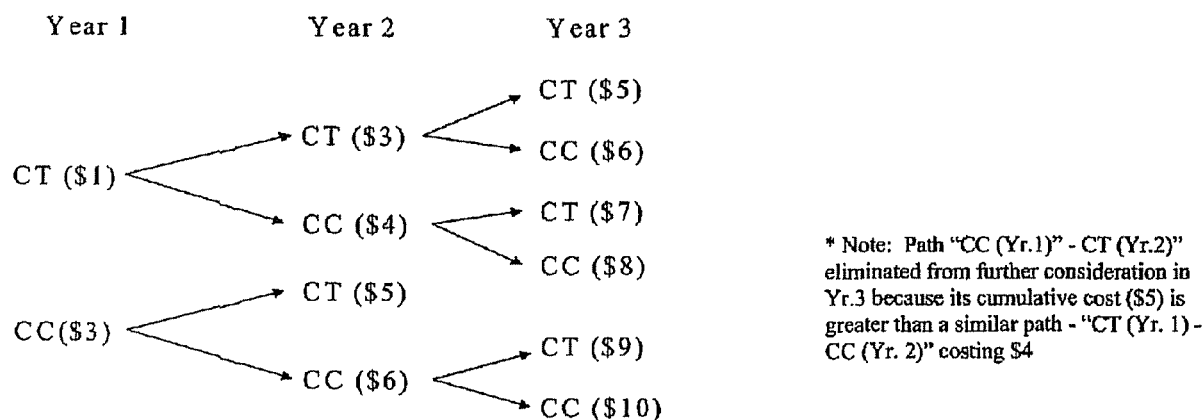 Year 1 Year 2 Year 3
CT ($5)
CT ($3)
CC ($6)
CT ($1)
CT ($7)
CC ($4)
CC ($8)
CT ($5)
CC($3)
CT ($9)
CC ($6)
CC ($10)
* Note: Path “CC (Yr.1)” - CT (Yr.2)”
eliminated from further consideration in
Yr.3 because its cumulative cost ($5) is
greater than a similar path - “CT (Yr. 1) -
CC (Yr. 2)” costing $4